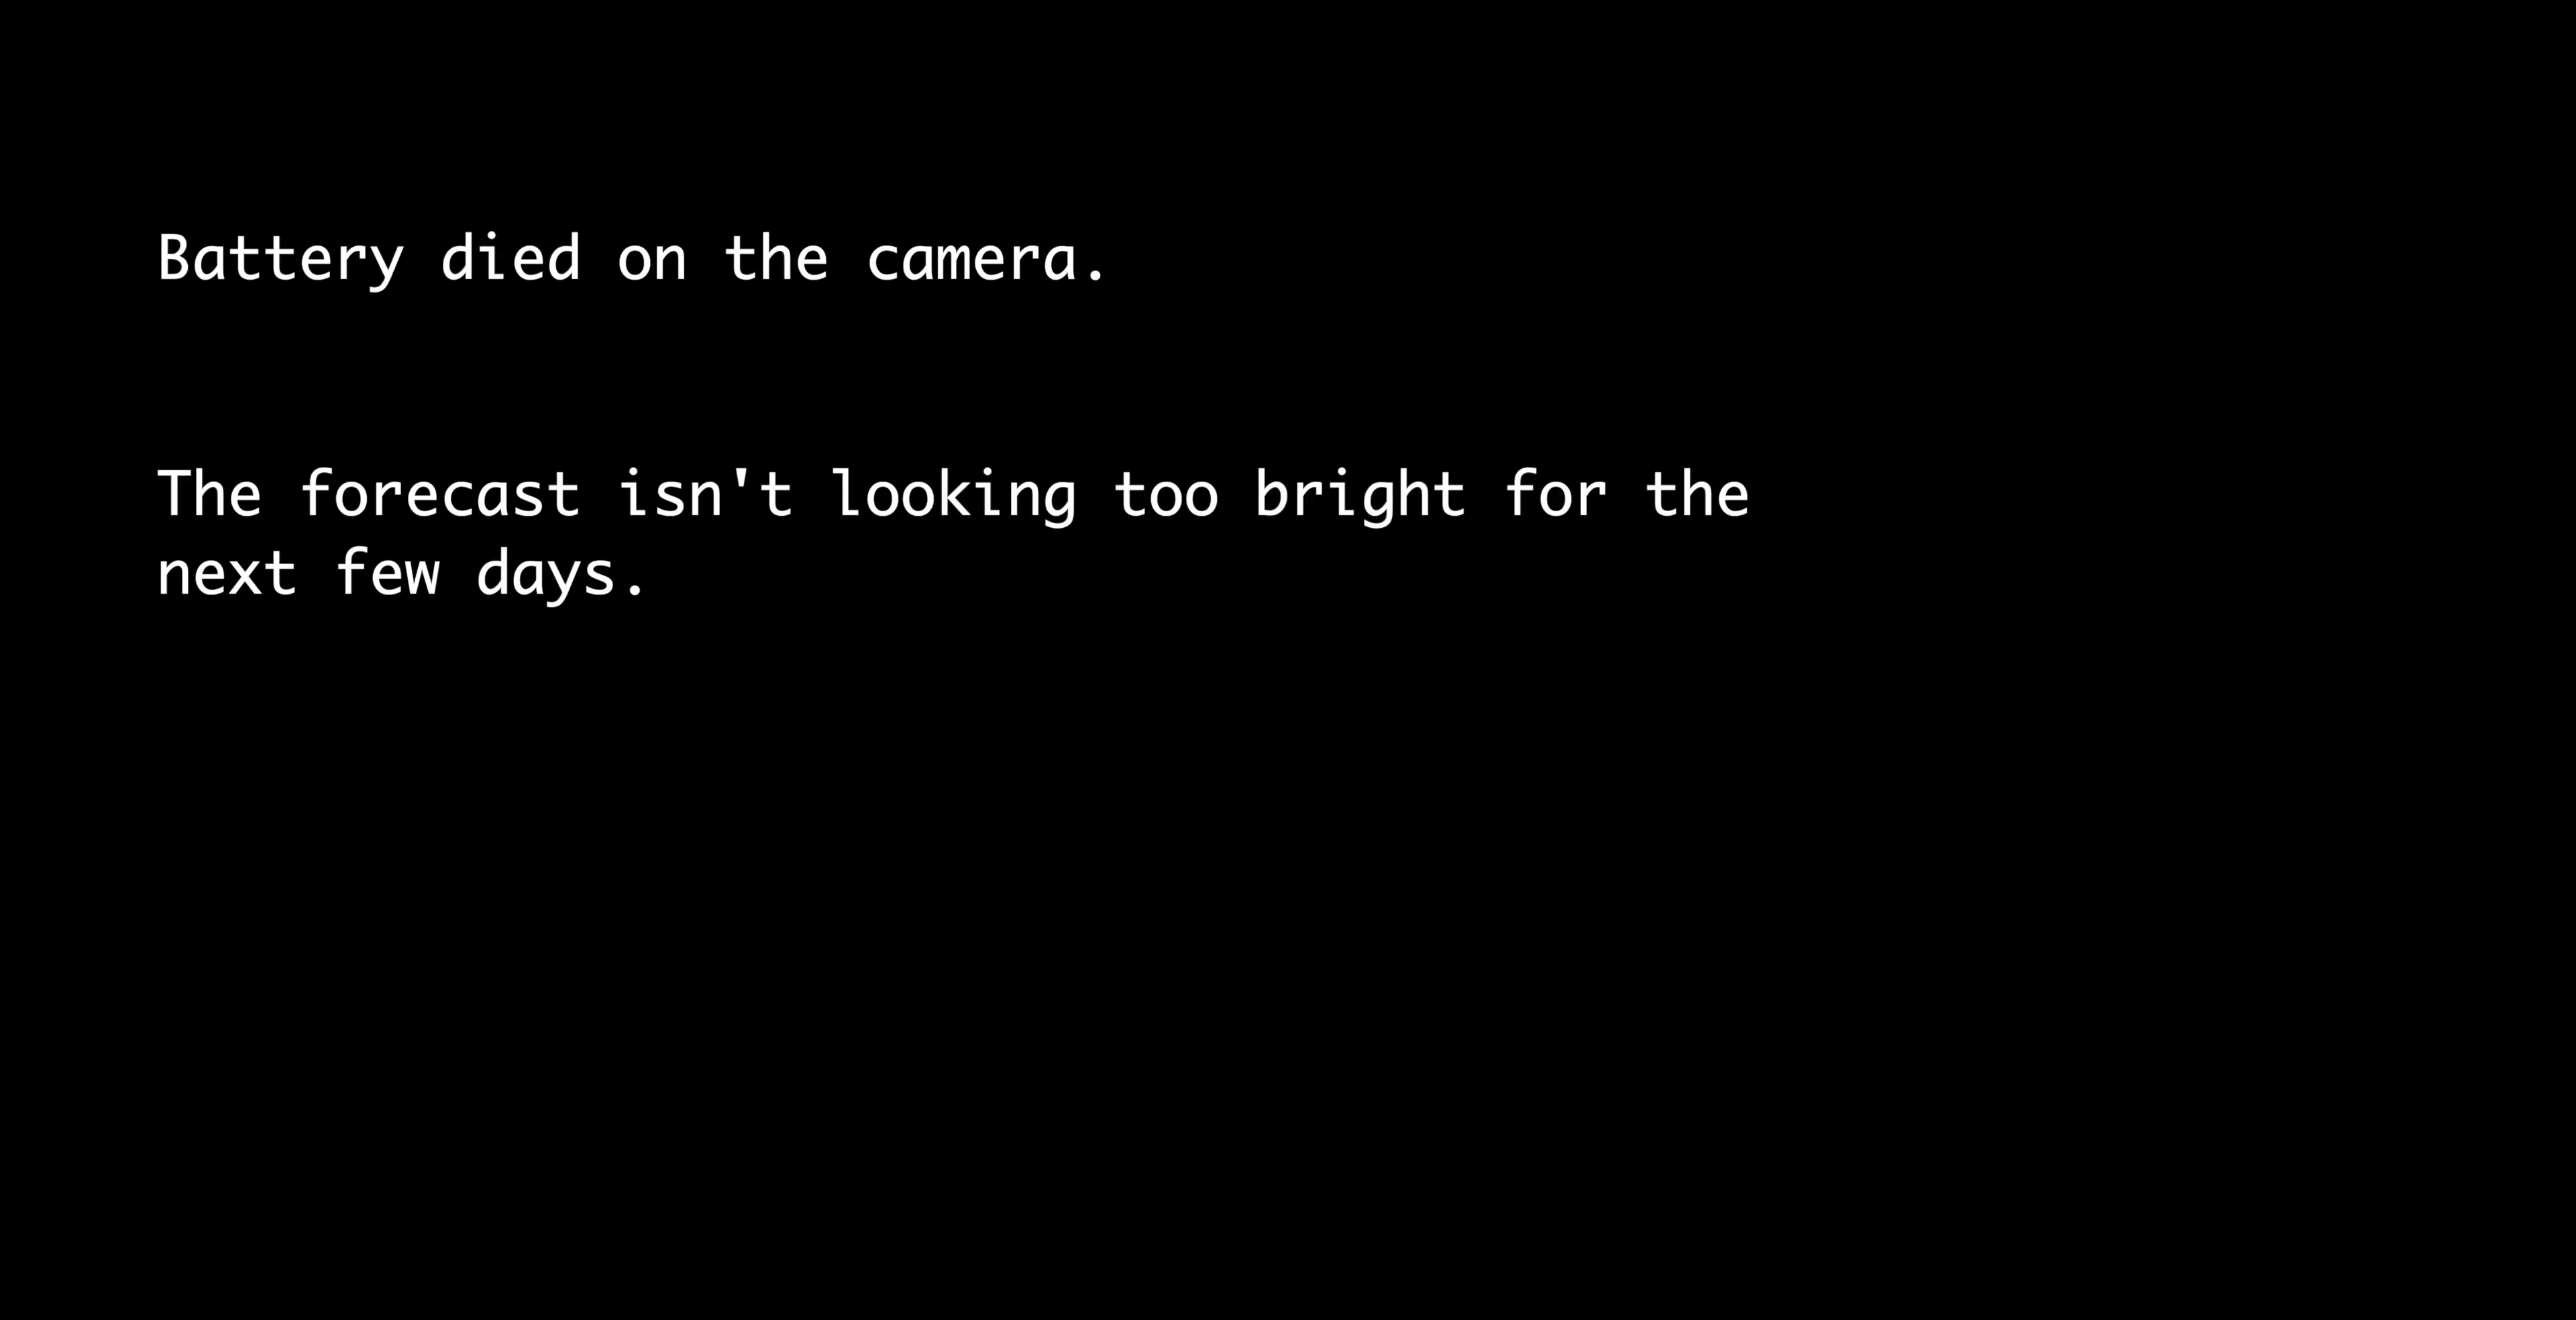 Battery died on the camera.
The forecast isn't looking too bright for the
next few days.